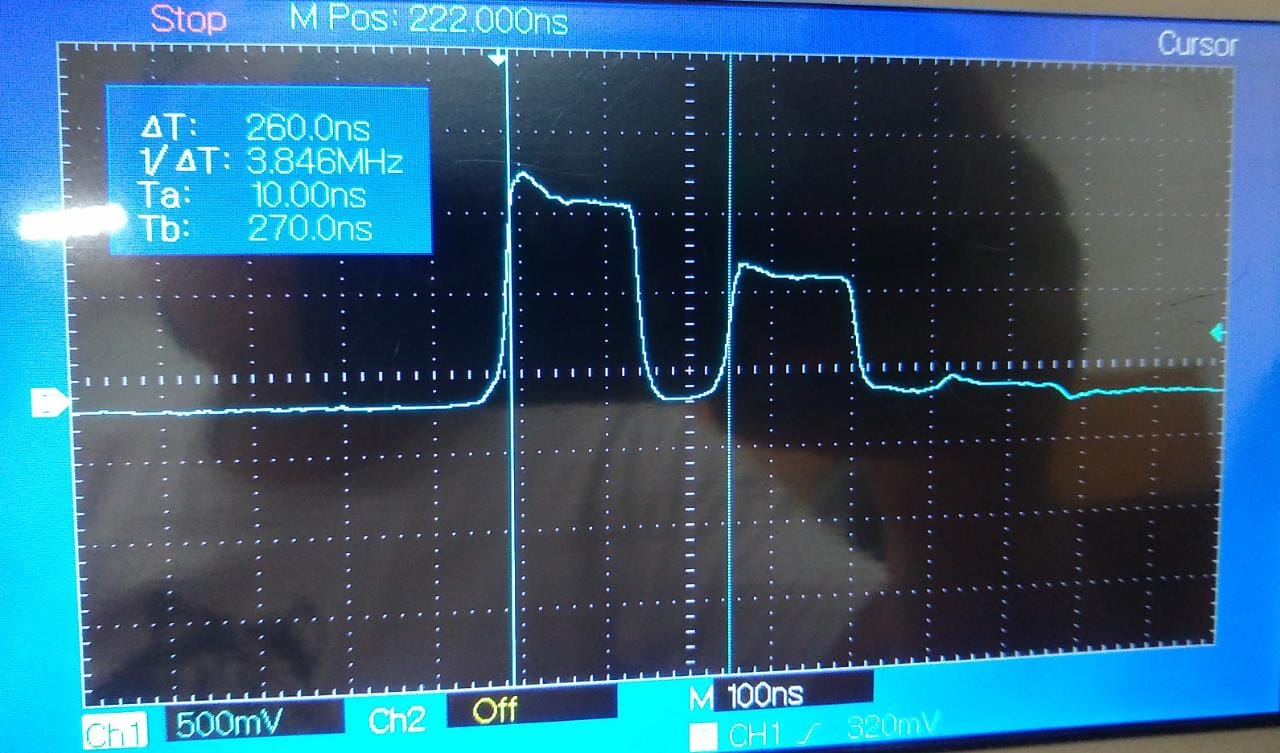 Stop M Pos: 222.000ns
Cursor
ΔT: 260.0ns
1/ΔT: 3.846MHz
Ta: 10.00ns
Tb: 270.0ns
Ch1 500mV Ch2 Off M 100ns
CH1 320mV